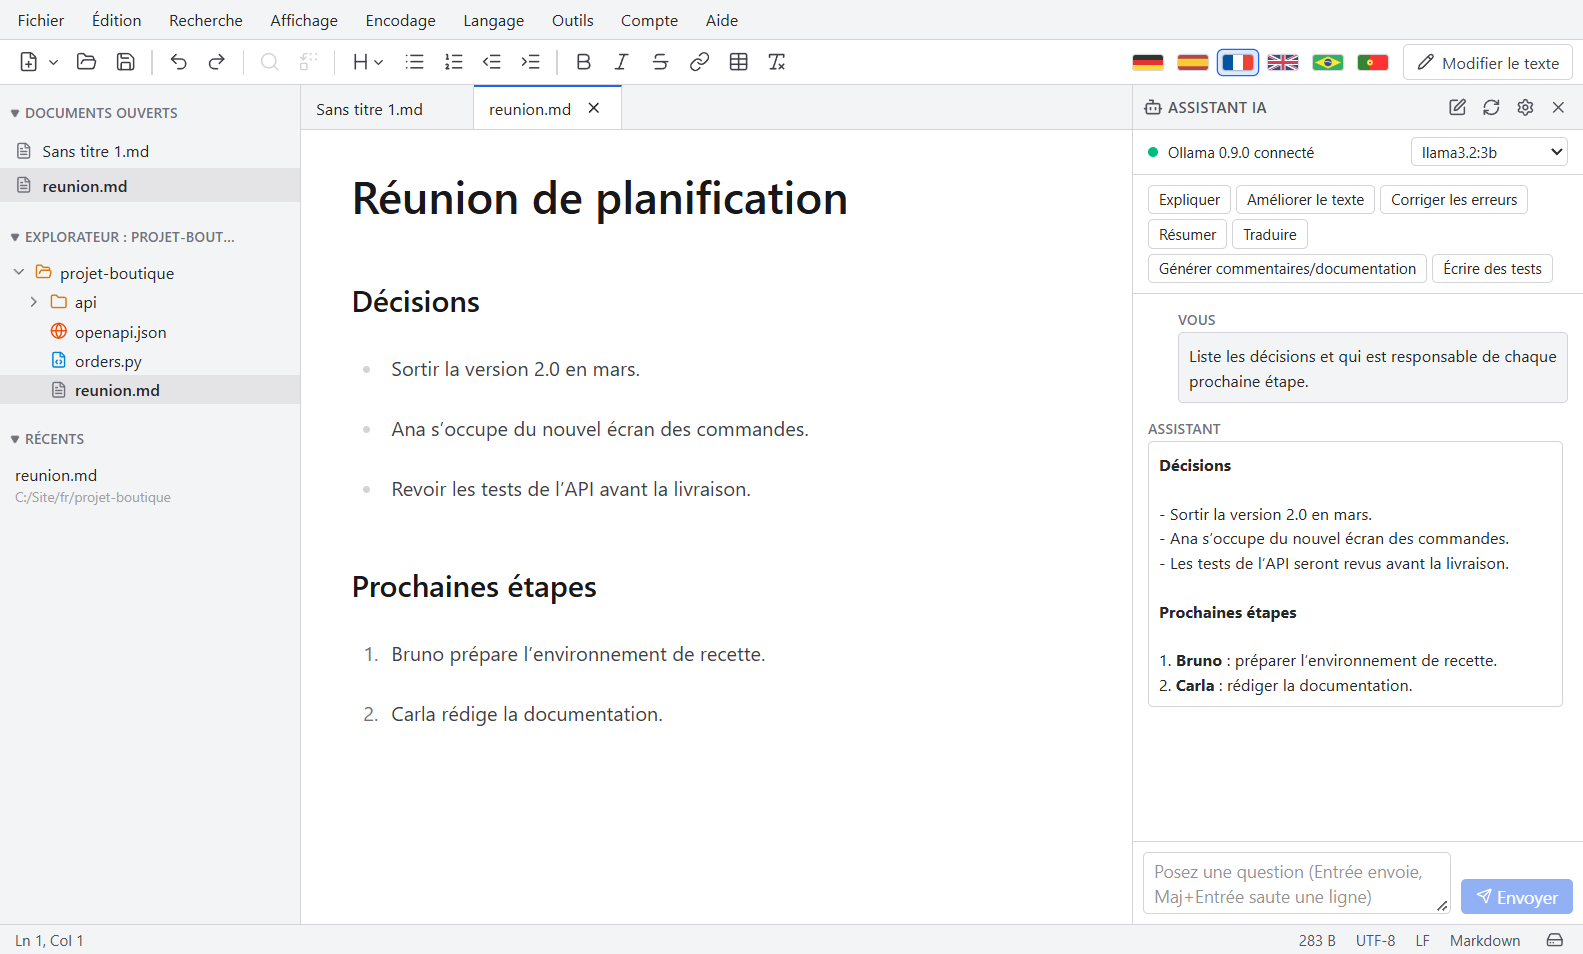 Fichier Édition Recherche Affichage Encodage Langage Outils Compte Aide
Modifier le texte
DOCUMENTS OUVERTS
Sans titre 1.md
reunion.md
EXPLORATEUR : PROJET-BOUT...
projet-boutique
api
openapi.json
orders.py
reunion.md
RÉCENTS
reunion.md
C:/Site/fr/projet-boutique
Sans titre 1.md reunion.md
Réunion de planification
Décisions
Sortir la version 2.0 en mars.
Ana s’occupe du nouvel écran des commandes.
Revoir les tests de l’API avant la livraison.
Prochaines étapes
1. Bruno prépare l’environnement de recette.
2. Carla rédige la documentation.
ASSISTANT IA
Ollama 0.9.0 connecté llama3.2:3b
Expliquer Améliorer le texte Corriger les erreurs
Résumer Traduire
Générer commentaires/documentation Écrire des tests
VOUS
Liste les décisions et qui est responsable de chaque
prochaine étape.
ASSISTANT
Décisions
- Sortir la version 2.0 en mars.
- Ana s’occupe du nouvel écran des commandes.
- Les tests de l’API seront revus avant la livraison.
Prochaines étapes
1. Bruno : préparer l’environnement de recette.
2. Carla : rédiger la documentation.
Posez une question (Entrée envoie,
Maj+Entrée saute une ligne)
Envoyer
Ln 1, Col 1 283 B UTF-8 LF Markdown